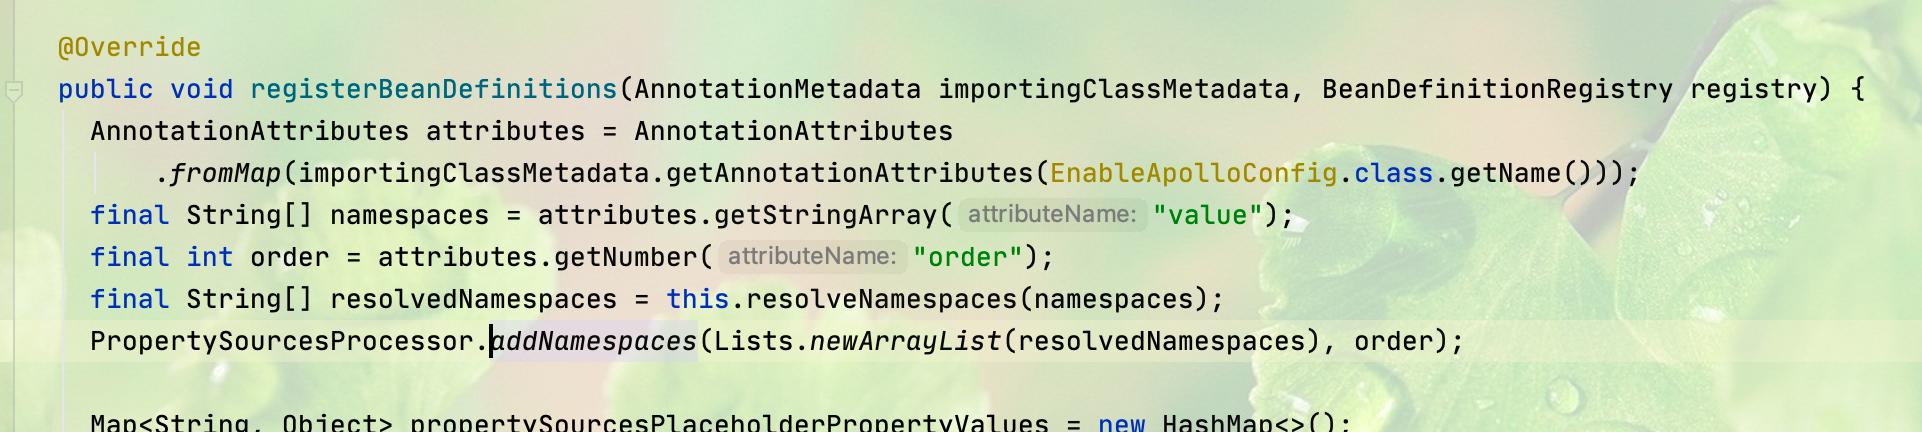 @Override
public void registerBeanDefinitions(AnnotationMetadata importingClassMetadata, BeanDefinitionRegistry registry) {
AnnotationAttributes attributes = AnnotationAttributes
.fromMap(importingClassMetadata.getAnnotationAttributes(EnableApolloConfig.class.getName()));
final String[] namespaces = attributes.getStringArray( attributeName: "value");
final int order = attributes.getNumber( attributeName: "order");
final String[] resolvedNamespaces = this.resolveNamespaces(namespaces);
PropertySourcesProcessor.addNamespaces(Lists.newArrayList(resolvedNamespaces), order);
Map<String, Object> propertySourcesPlaceholderPropertyValues = new HashMap<>();